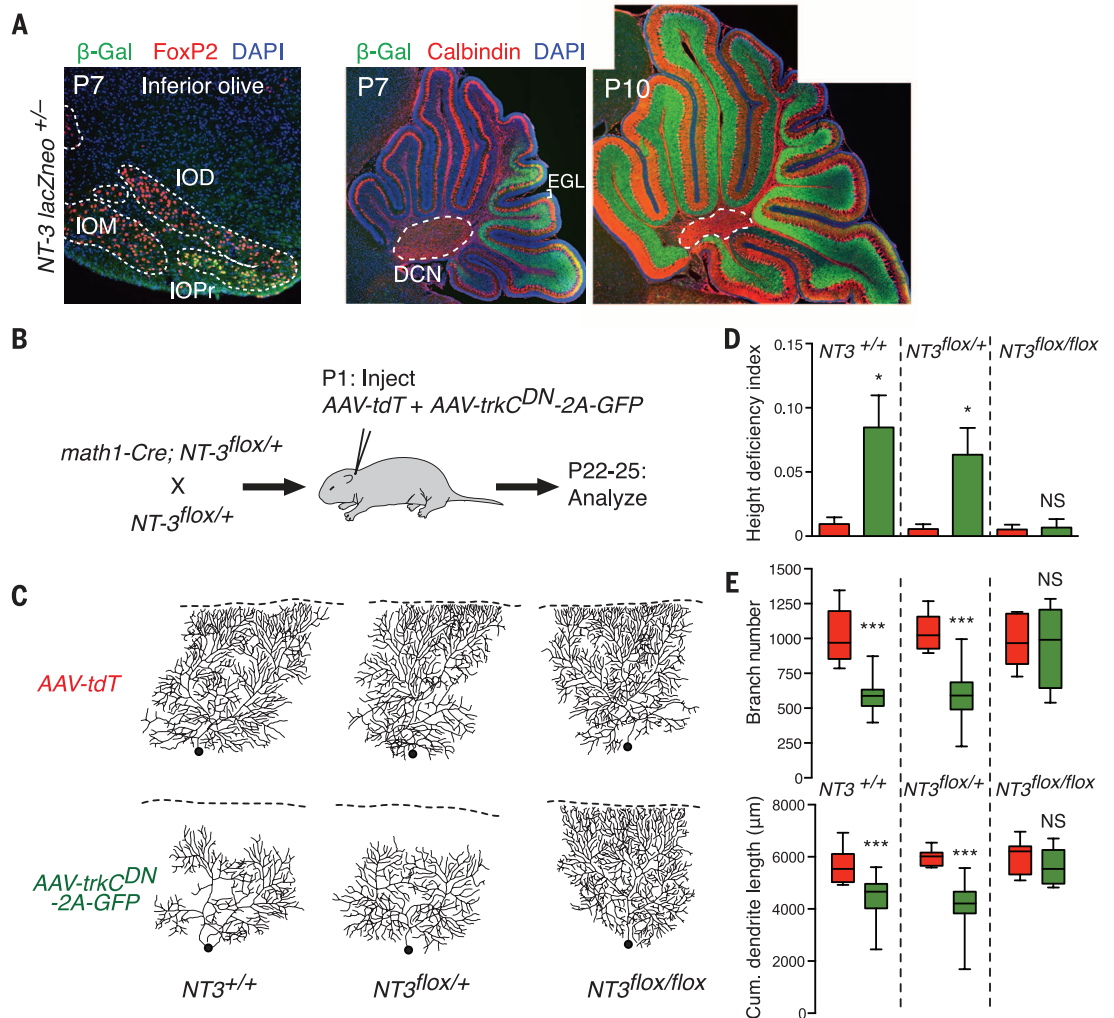 A
β-Gal FoxP2 DAPI
P7
Inferior olive
IOD
IOM
IOPr
NT-3 lacZneo +/–
β-Gal Calbindin DAPI
P7
EGL
DCN
P10
B
math1-Cre; NT-3flox/+
X
NT-3flox/+
P1: Inject
AAV-tdT + AAV-trkCDN-2A-GFP
P22-25:
Analyze
C
AAV-tdT
AAV-trkCDN
-2A-GFP
NT3+/+
NT3flox/+
NT3flox/flox
D
Height deficiency index
0.15
0.10
0.05
0
NT3 +/+
NT3flox/+
NT3flox/flox
*
*
NS
E
Branch number
1500
1250
1000
750
500
250
0
***
***
NS
NT3 +/+
NT3flox/+
NT3flox/flox
Cum. dendrite length (µm)
8000
6000
4000
2000
0
***
***
NS